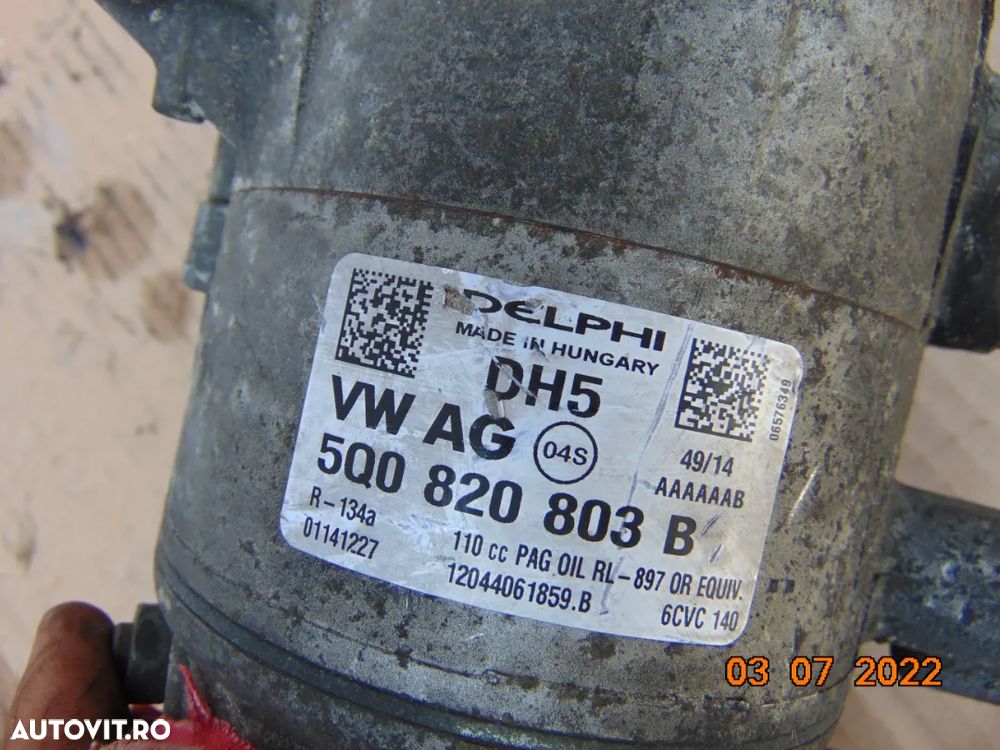 DELPHI
MADE IN HUNGARY
DH5
VW AG 04S
5Q0 820 803 B
49/14
AAAAAAB
06576349
R-134a
01141227
110 cc PAG OIL RL-897 OR EQUIV.
12044061859.B
6CVC 140
03 07 2022
AUTOVIT.RO